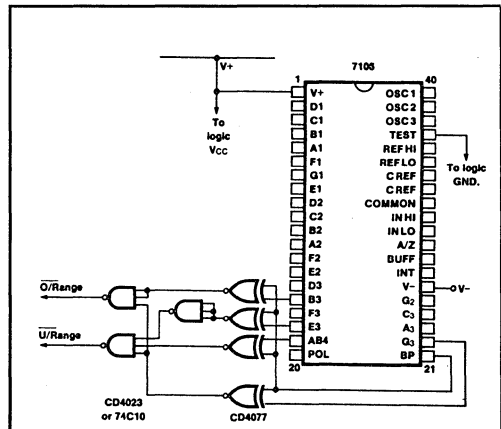 7106
V+
1
40
V+
OSC 1
D1
OSC 2
C1
OSC 3
B1
TEST
A1
REF HI
F1
REF LO
G1
C REF
E1
C REF
D2
COMMON
C2
IN HI
B2
IN LO
A2
A/Z
F2
BUFF
E2
INT
D3
V−
B3
G2
F3
C3
E3
A3
AB4
G3
POL
BP
20
21
To
logic
VCC
To logic
GND.
V−
O/Range
U/Range
CD4023
or 74C10
CD4077